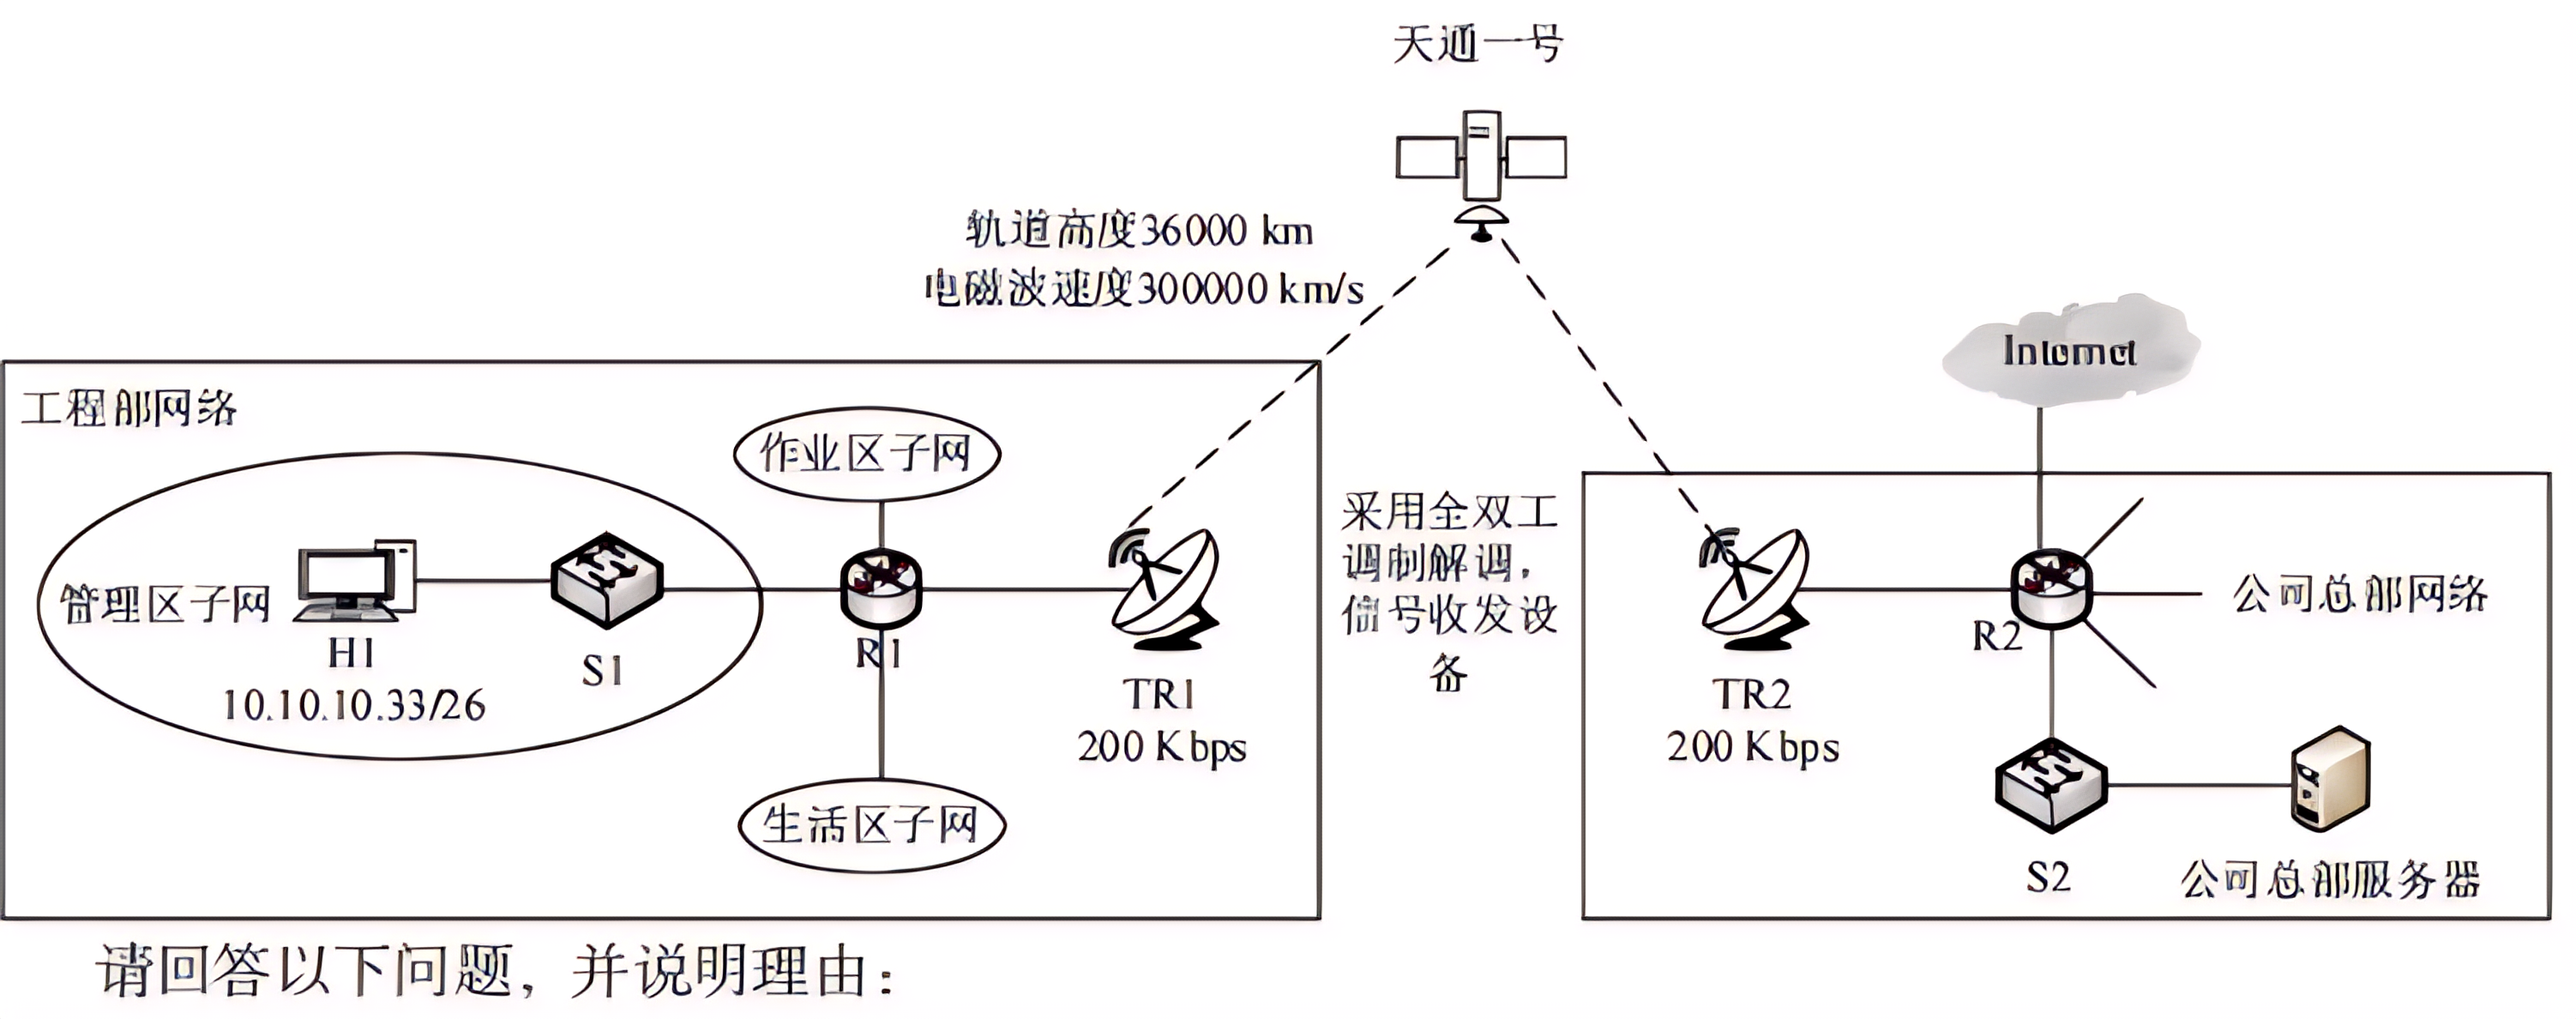 天通一号
轨道高度36000 km
电磁波速度300000 km/s
Internet
工程部网络
作业区子网
采用全双工
调制解调，
信号收发设
备
管理区子网
H1
10.10.10.33/26
S1
R1
TR1
200 Kbps
TR2
200 Kbps
R2
公司总部网络
生活区子网
S2
公司总部服务器
请回答以下问题，并说明理由：